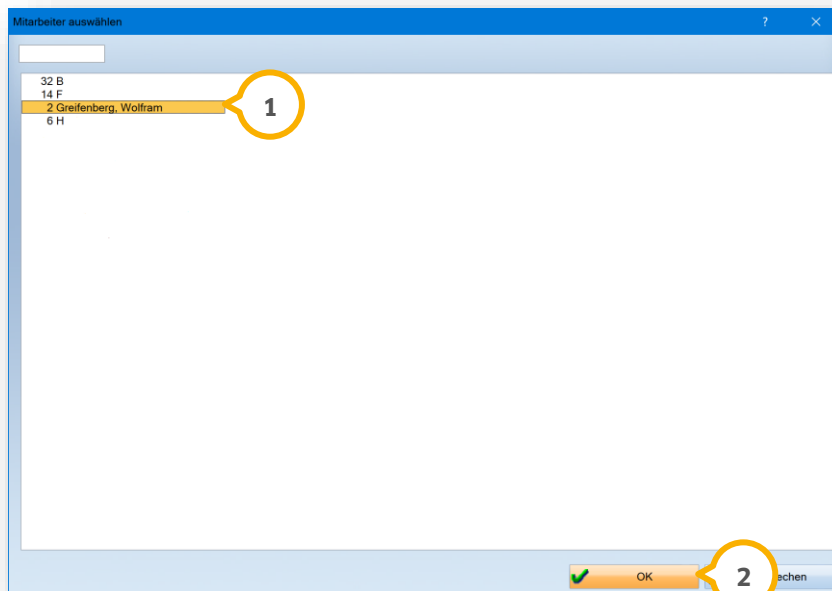 Mitarbeiter auswählen ? ×
32 B
14 F
2 Greifenberg, Wolfram
1
6 H
OK
2
echen